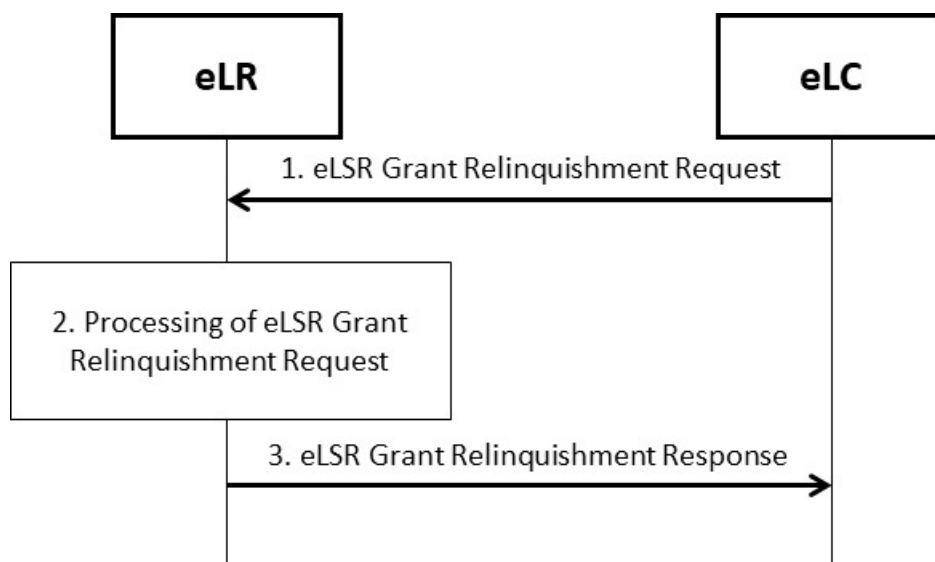 eLR
eLC
1. eLSR Grant Relinquishment Request
2. Processing of eLSR Grant
Relinquishment Request
3. eLSR Grant Relinquishment Response